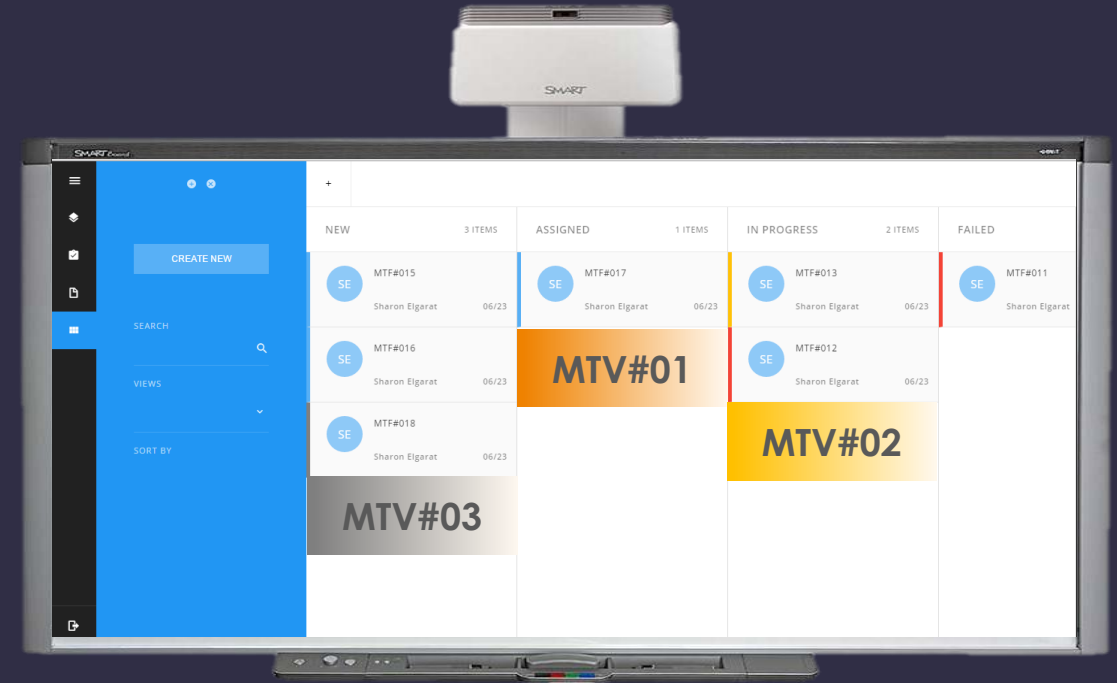 SMART
SMART Board
SMART
+
CREATE NEW
SEARCH
VIEWS
SORT BY
NEW 3 ITEMS
MTF#015
SE
Sharon Elgarat 06/23
MTF#016
SE
Sharon Elgarat 06/23
MTF#018
SE
Sharon Elgarat 06/23
MTV#03
ASSIGNED 1 ITEMS
MTF#017
SE
Sharon Elgarat 06/23
MTV#01
IN PROGRESS 2 ITEMS
MTF#013
SE
Sharon Elgarat 06/23
MTF#012
SE
Sharon Elgarat 06/23
MTV#02
FAILED
MTF#011
SE
Sharon Elgarat